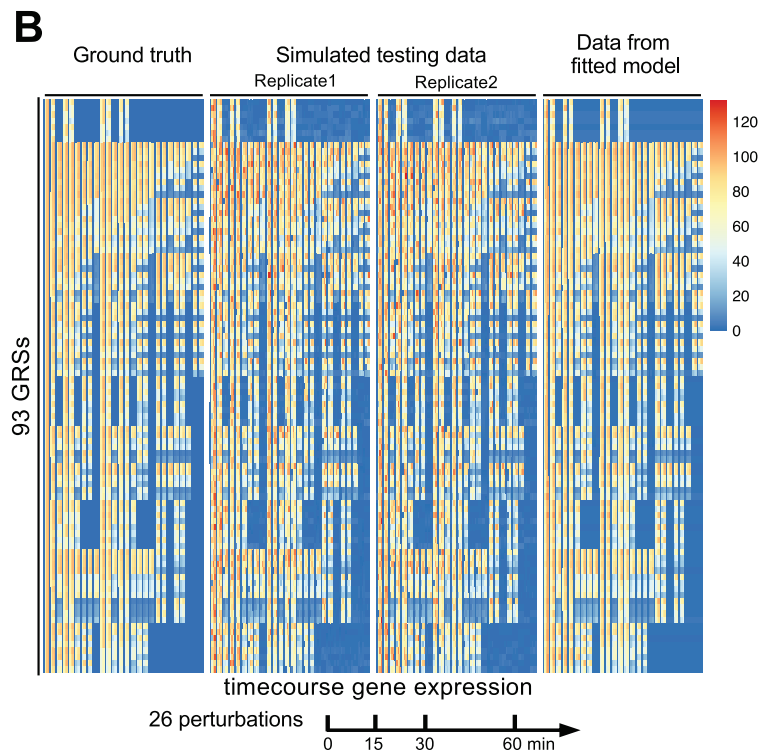 B
Ground truth
Simulated testing data
Data from
fitted model
Replicate1
Replicate2
120
100
80
60
40
20
0
93 GRSs
timecourse gene expression
26 perturbations
0 15 30 60 min